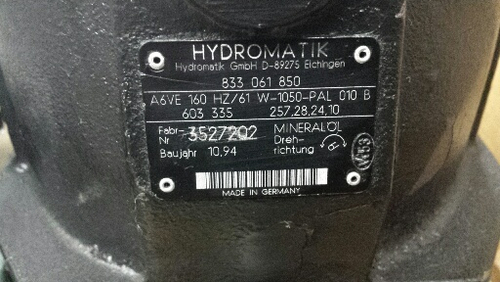 HYDROMATIK
Hydromatik GmbH D-89275 Elchingen
833 061 850
A6VE 160 HZ/61 W-1050-PAL 010 B
603 335 257.28.24.10
Fabr-Nr 3527202 MINERALÖL
Baujahr 10.94 Dreh-richtung
M53
MADE IN GERMANY